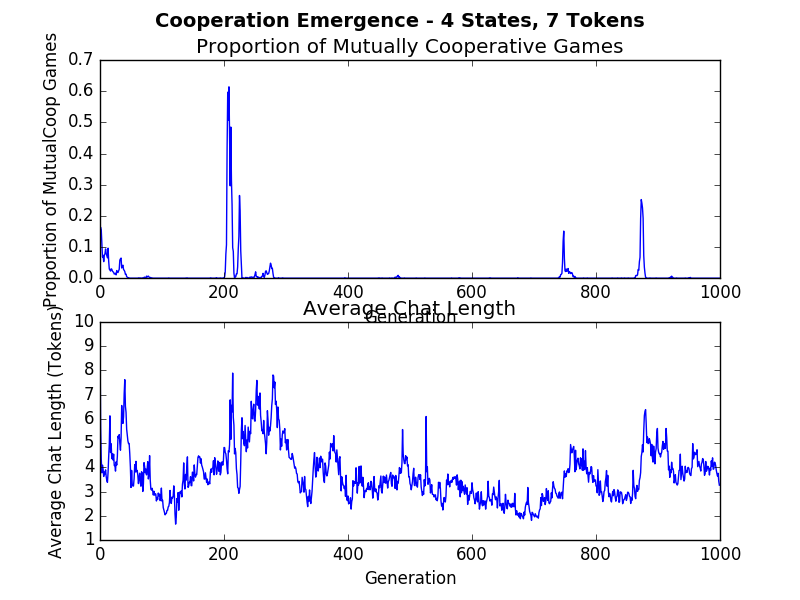 Cooperation Emergence - 4 States, 7 Tokens
Proportion of Mutually Cooperative Games
Proportion of MutualCoop Games
0.7
0.6
0.5
0.4
0.3
0.2
0.1
0.0
0 200 400 600 800 1000
Generation
Average Chat Length
Average Chat Length (Tokens)
10
9
8
7
6
5
4
3
2
1
0 200 400 600 800 1000
Generation